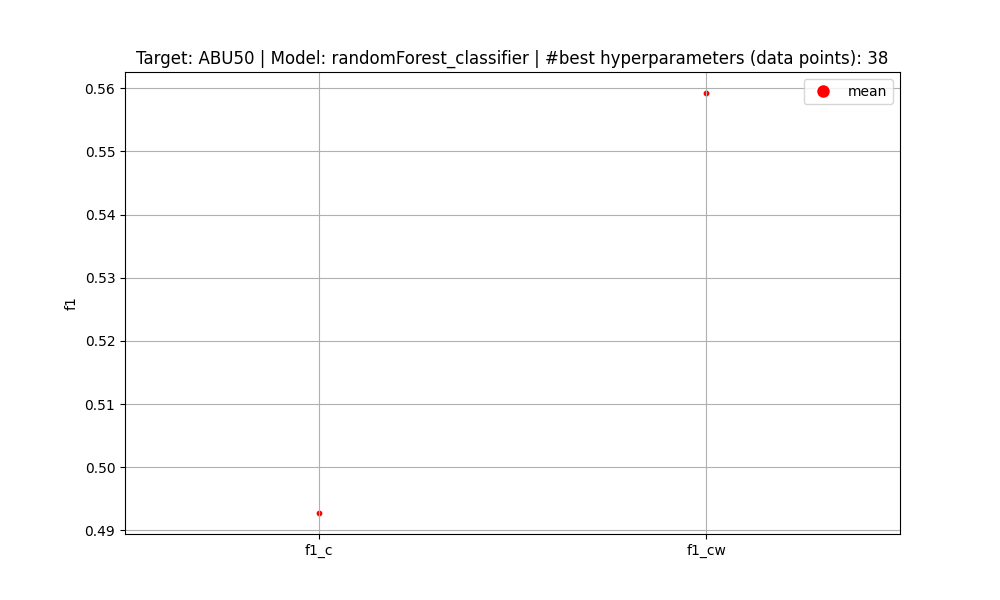 Target: ABU50 | Model: randomForest_classifier | #best hyperparameters (data points): 38
mean
0.56
0.55
0.54
0.53
0.52
0.51
0.50
0.49
f1
f1_c
f1_cw